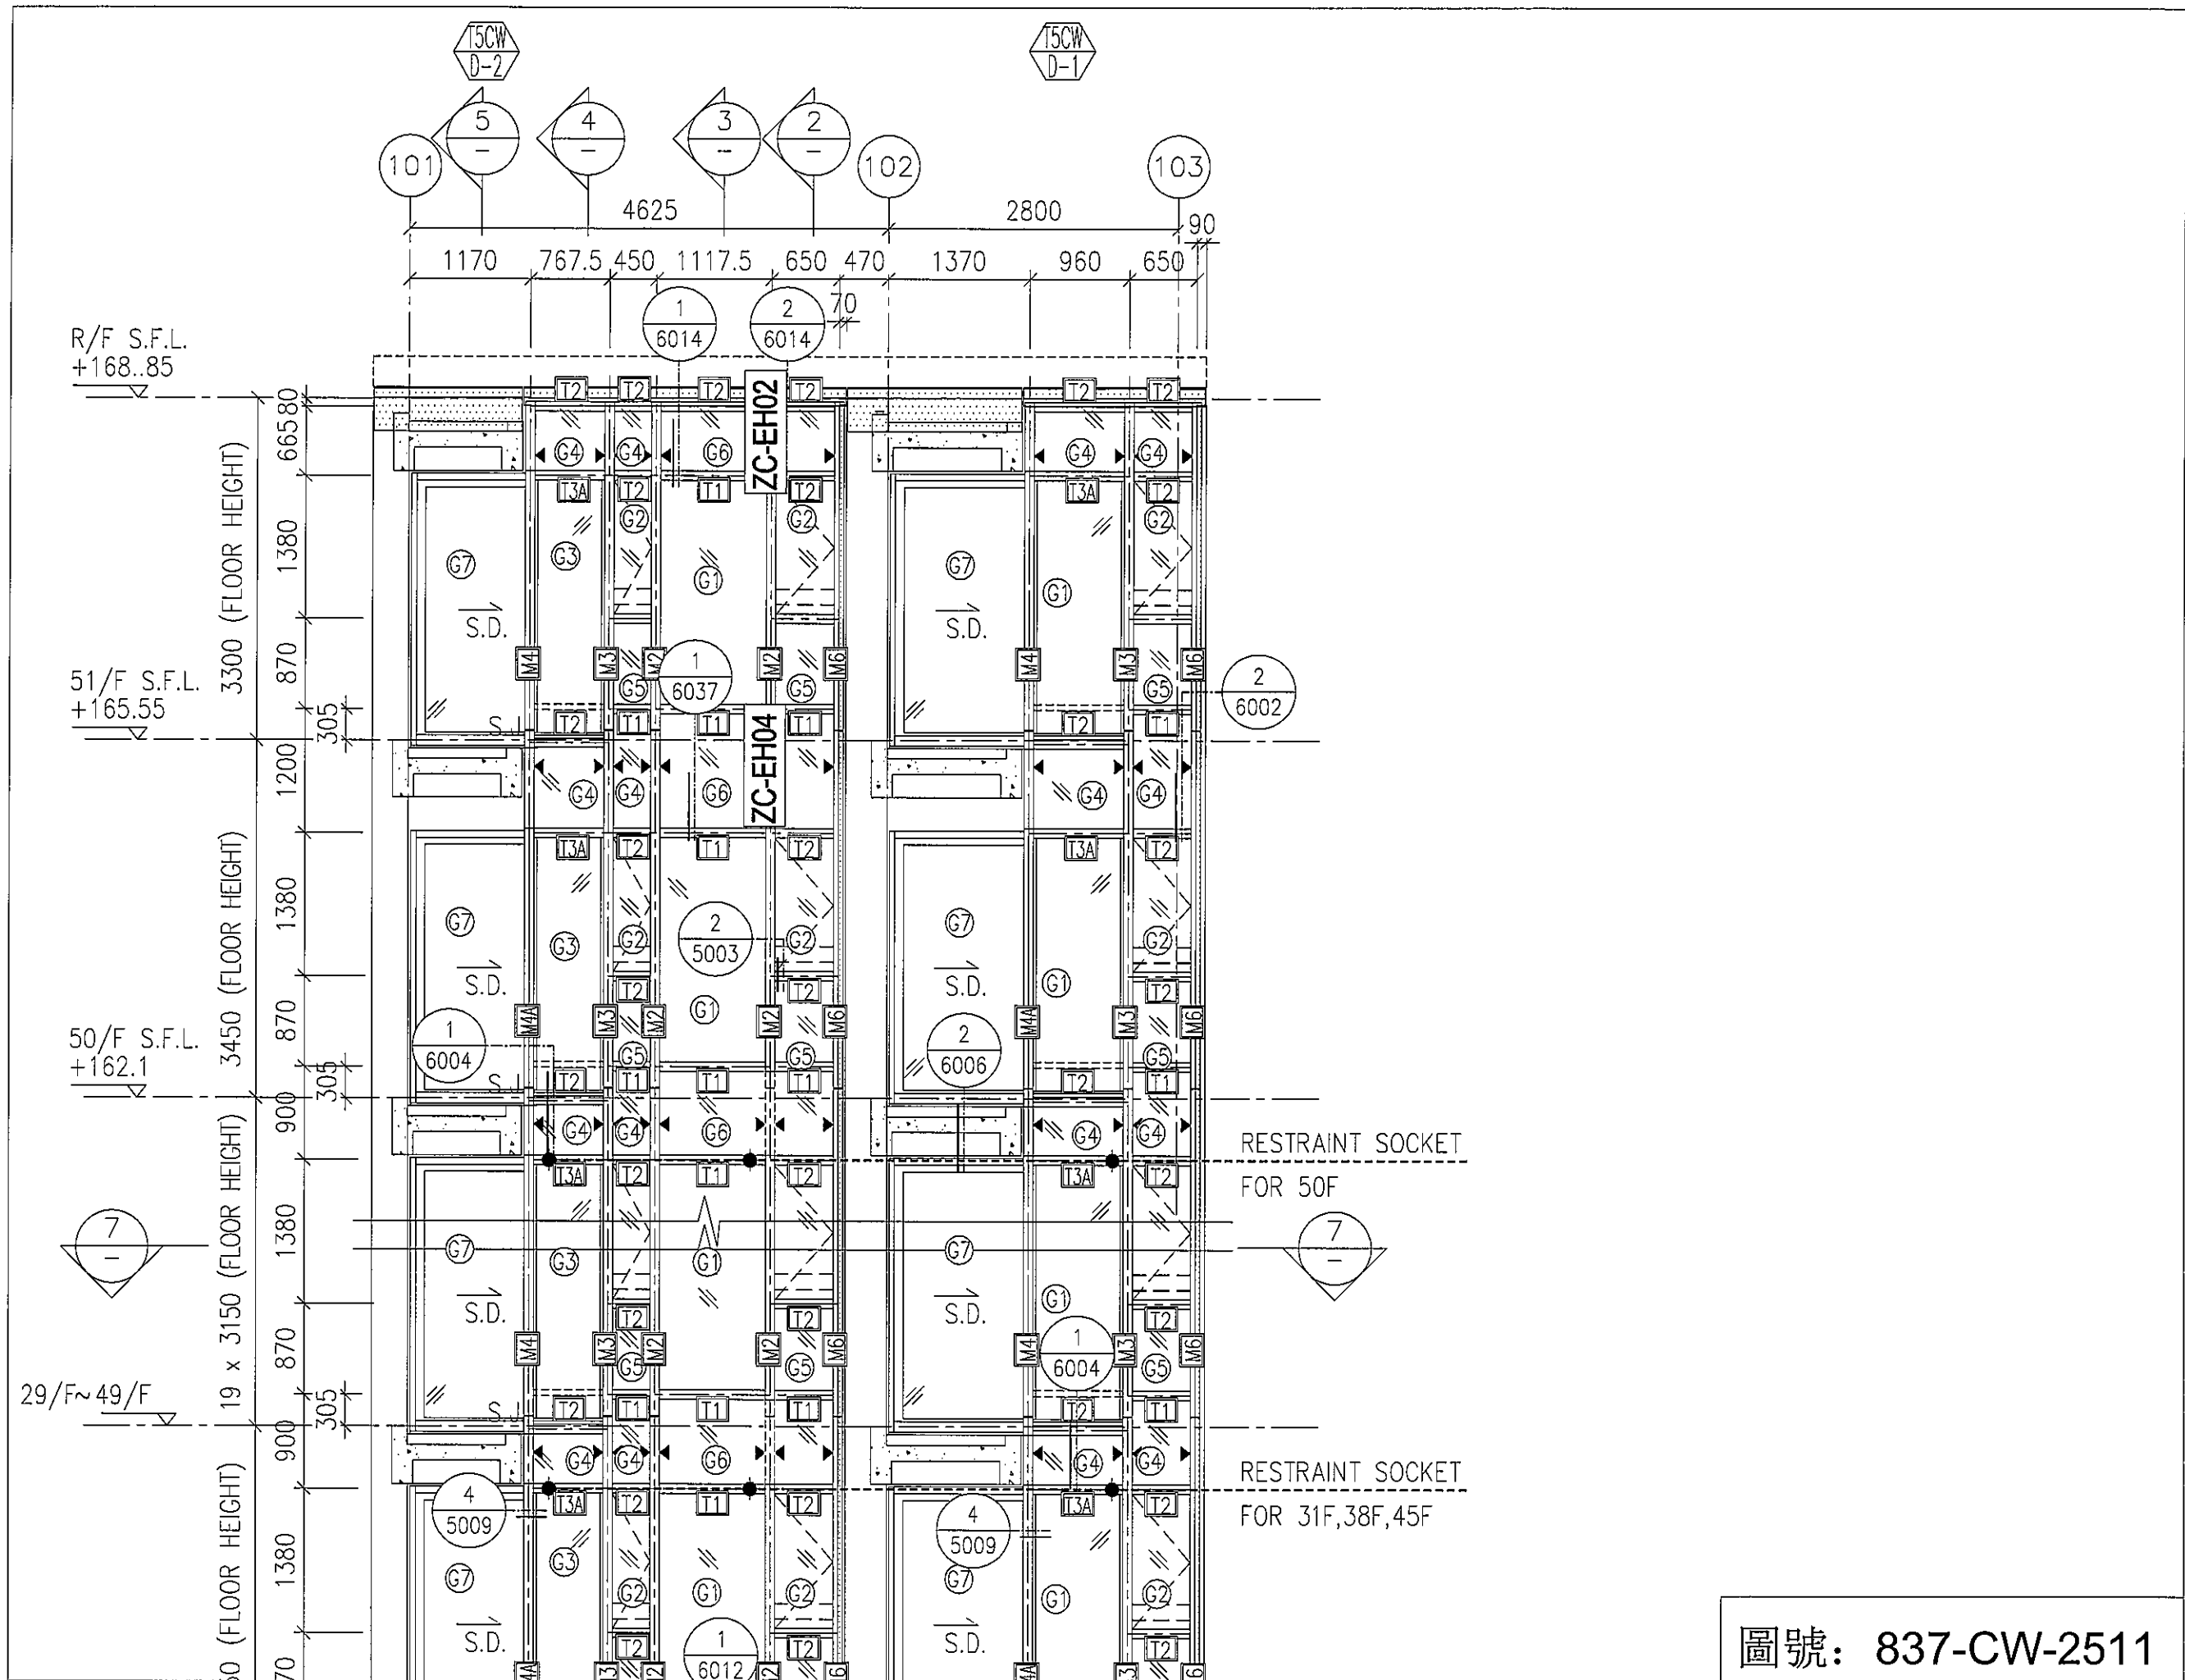 T5CW
D-2
T5CW
D-1
5
-
4
-
3
-
2
-
101
102
103
4625
2800
90
1170
767.5
450
1117.5
650
470
1370
960
650
70
1
6014
2
6014
R/F S.F.L.
+168..85
80
665
T2
T2
T2
T2
T2
T2
ZC-EH02
G4
G4
G6
G4
G4
T3A
T2
T1
T2
T3A
T2
3300 (FLOOR HEIGHT)
1380
G2
G2
G2
G7
G3
G1
G7
G1
S.D.
S.D.
870
M4
M3
M2
M2
M6
M4
M3
M6
1
6037
G5
G5
G5
2
6002
51/F S.F.L.
+165.55
305
S.J
T2
T1
T1
T1
T2
T1
ZC-EH04
1200
G4
G4
G6
G4
G4
T3A
T2
T1
T2
T3A
T2
3450 (FLOOR HEIGHT)
1380
G7
G3
G2
2
5003
G2
G7
G2
S.D.
S.D.
G1
T2
T2
T2
G1
870
M4A
M3
M2
M2
M6
M4A
M3
M6
50/F S.F.L.
+162.1
1
6004
G5
G5
2
6006
G5
305
S.J
T2
T1
T1
T1
T2
T1
900
G4
G4
G6
G4
G4
RESTRAINT SOCKET
FOR 50F
T3A
T2
T1
T2
T3A
T2
19 x 3150 (FLOOR HEIGHT)
1380
7
-
7
-
G7
G3
G1
G7
G1
S.D.
S.D.
T2
T2
T2
870
M4
M3
M2
M2
M6
M4
M3
M6
1
6004
G5
G5
G5
29/F~49/F
305
S.J
T2
T1
T1
T1
T2
T1
900
G4
G4
G6
G4
G4
RESTRAINT SOCKET
FOR 31F,38F,45F
T3A
T2
T1
T2
T3A
T2
4
5009
4
5009
1380
G7
G3
G2
G1
G2
G7
G1
G2
S.D.
S.D.
T2
T2
T2
1
6012
(FLOOR HEIGHT)
圖號：837-CW-2511